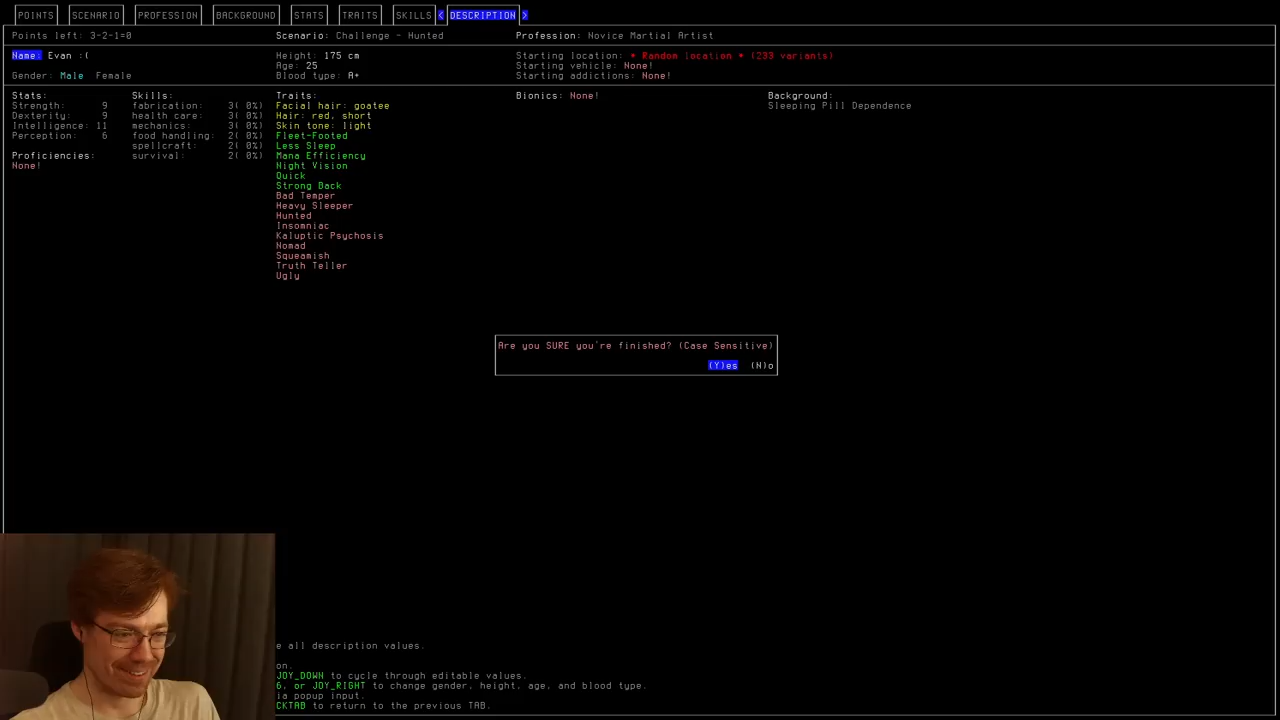 POINTS SCENARIO PROFESSION BACKGROUND STATS TRAITS SKILLS < DESCRIPTION >
Points left: 3-2-1=0 Scenario: Challenge - Hunted Profession: Novice Martial Artist
Name: Evan :( Height: 175 cm Starting location: * Random location * (233 variants)
Age: 25 Starting vehicle: None!
Gender: Male Female Blood type: A+ Starting addictions: None!
Stats: Skills: Traits: Bionics: None! Background:
Strength: 9 fabrication: 3( 0%) Facial hair: goatee Sleeping Pill Dependence
Dexterity: 9 health care: 3( 0%) Hair: red, short
Intelligence: 11 mechanics: 3( 0%) Skin tone: light
Perception: 6 food handling: 2( 0%) Fleet-Footed
spellcraft: 2( 0%) Less Sleep
Proficiencies: survival: 2( 0%) Mana Efficiency
None! Night Vision
Quick
Strong Back
Bad Temper
Heavy Sleeper
Hunted
Insomniac
Kaluptic Psychosis
Nomad
Squeamish
Truth Teller
Ugly
Are you SURE you're finished? (Case Sensitive)
(Y)es (N)o
e all description values.
on.
JOY_DOWN to cycle through editable values.
6, or JOY_RIGHT to change gender, height, age, and blood type.
ia popup input.
CKTAB to return to the previous TAB.